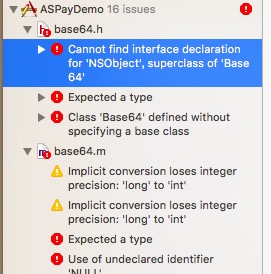 ASPayDemo 16 issues
base64.h
Cannot find interface declaration
for 'NSObject', superclass of 'Base
64'
Expected a type
Class 'Base64' defined without
specifying a base class
base64.m
Implicit conversion loses integer
precision: 'long' to 'int'
Implicit conversion loses integer
precision: 'long' to 'int'
Expected a type
Use of undeclared identifier
'NULL'